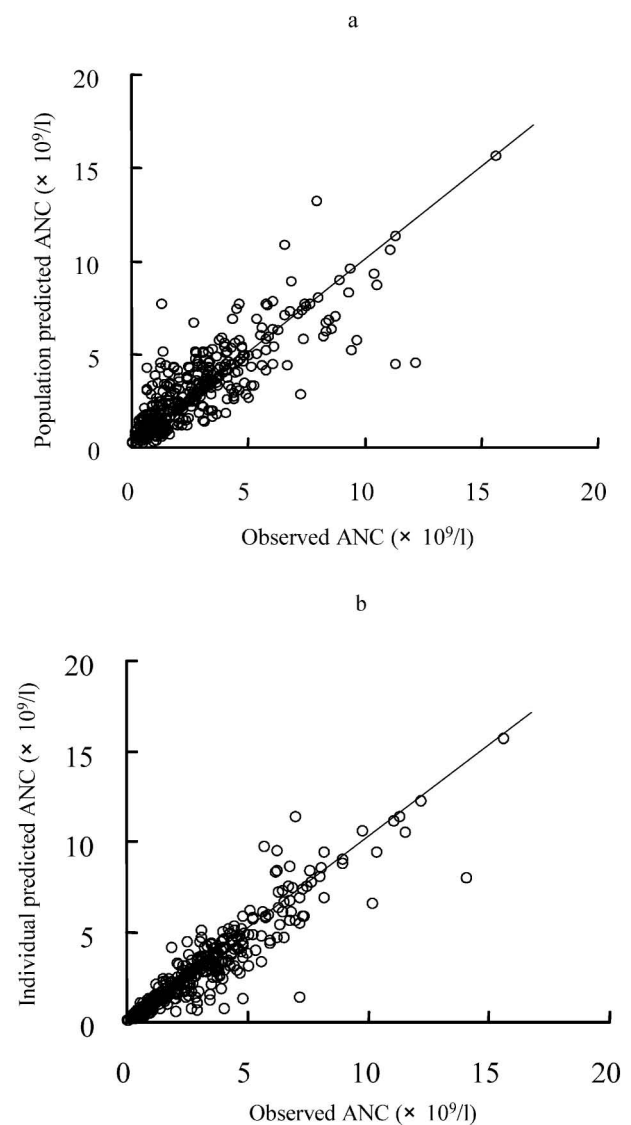 a
20
15
10
5
0
Population predicted ANC (× 10⁹/l)
0 5 10 15 20
Observed ANC (× 10⁹/l)
b
20
15
10
5
0
Individual predicted ANC (× 10⁹/l)
0 5 10 15 20
Observed ANC (× 10⁹/l)